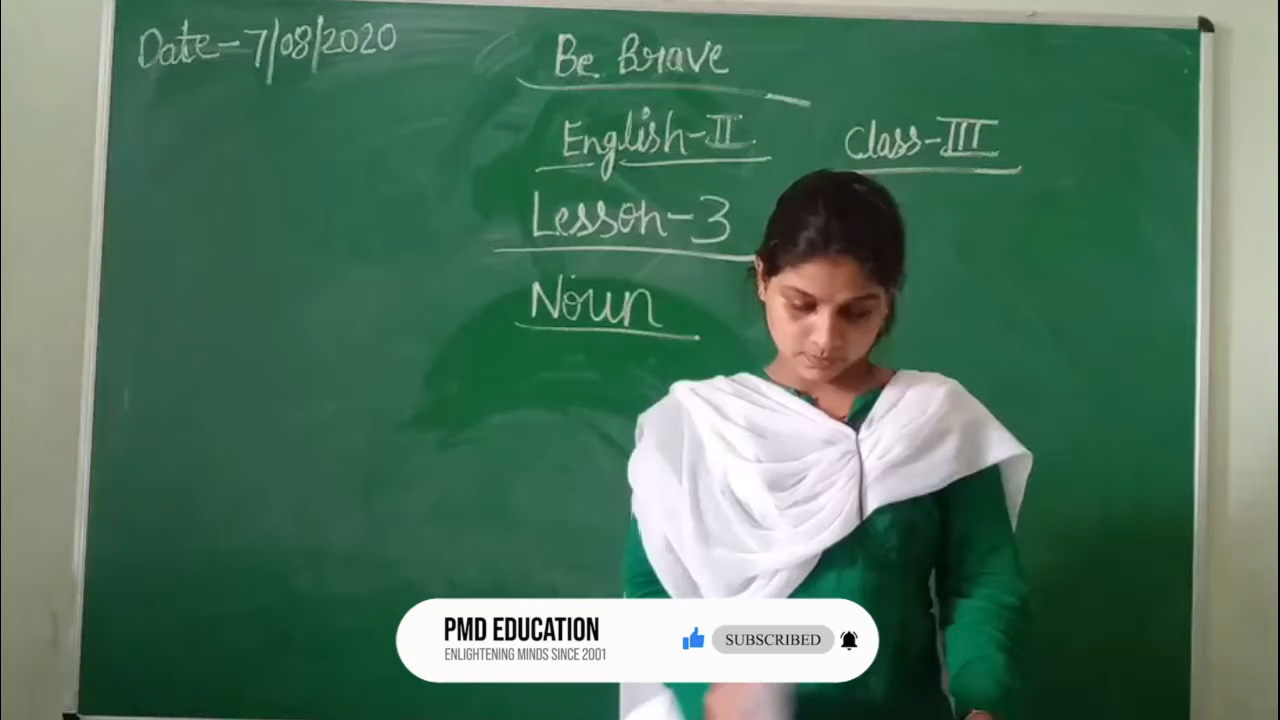 Date-7/08/2020
Be Brave
English-II
Class-III
Lesson-3
Noun
PMD EDUCATION
ENLIGHTENING MINDS SINCE 2001
SUBSCRIBED